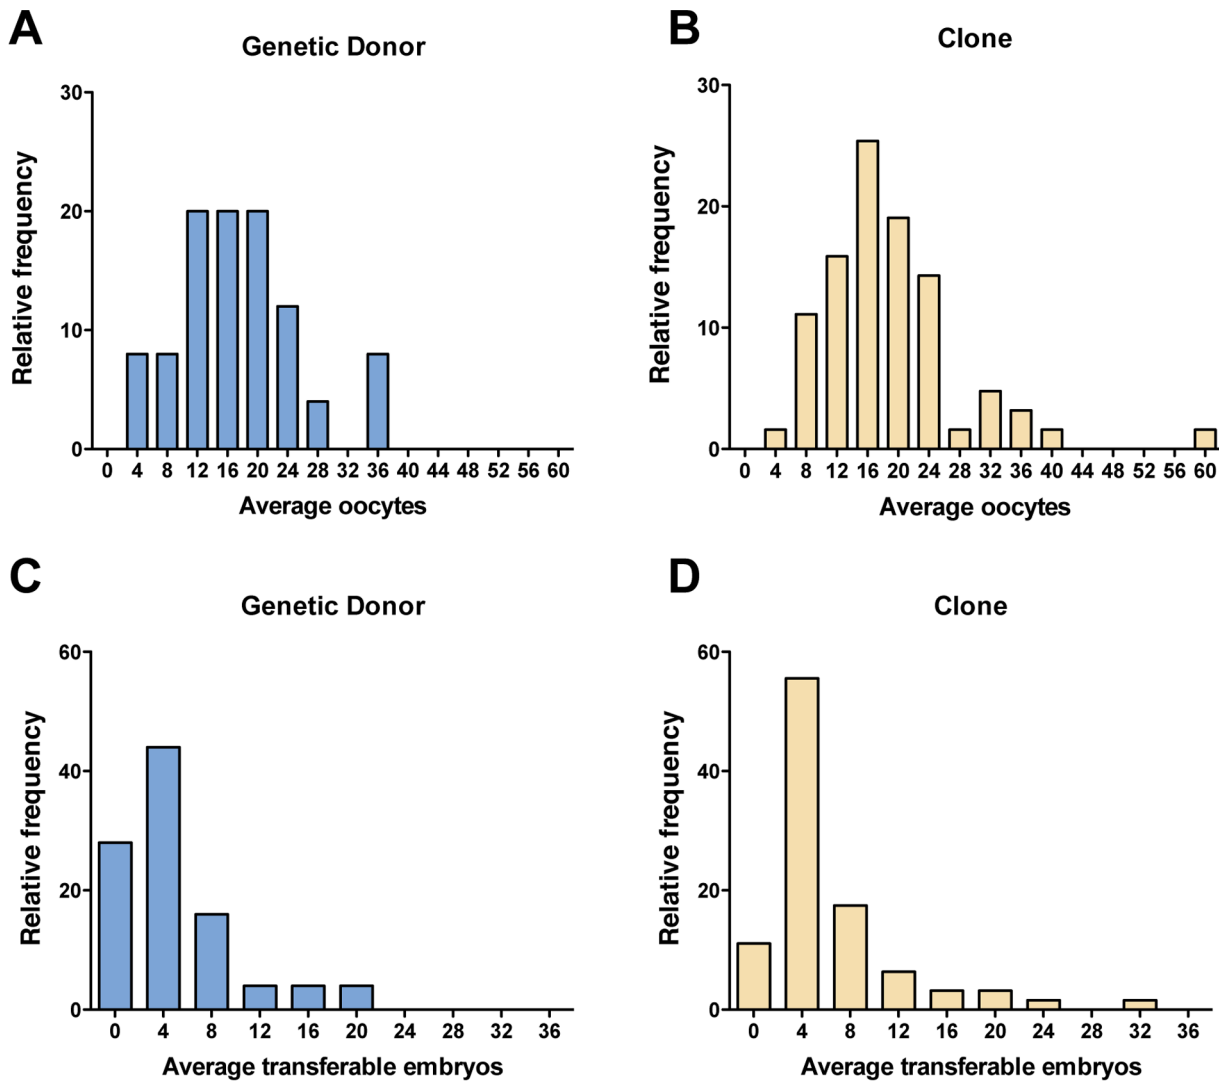 A
Genetic Donor
Relative frequency
30
20
10
0
0 4 8 12 16 20 24 28 32 36 40 44 48 52 56 60
Average oocytes
B
Clone
Relative frequency
30
20
10
0
0 4 8 12 16 20 24 28 32 36 40 44 48 52 56 60
Average oocytes
C
Genetic Donor
Relative frequency
60
40
20
0
0 4 8 12 16 20 24 28 32 36
Average transferable embryos
D
Clone
Relative frequency
60
40
20
0
0 4 8 12 16 20 24 28 32 36
Average transferable embryos